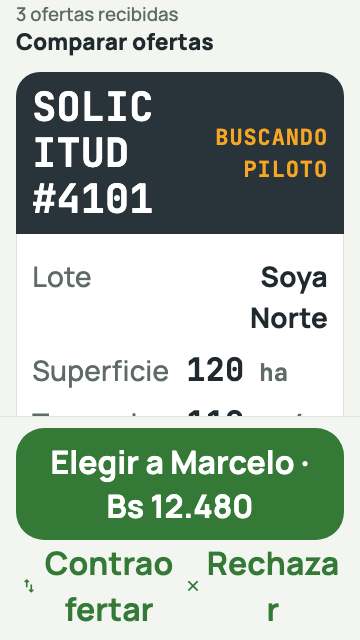 3 ofertas recibidas
Comparar ofertas
SOLIC
ITUD
#4101
BUSCANDO
PILOTO
Lote
Soya
Norte
Superficie 120 ha
Elegir a Marcelo ·
Bs 12.480
Contrao
fertar
Rechaza
r